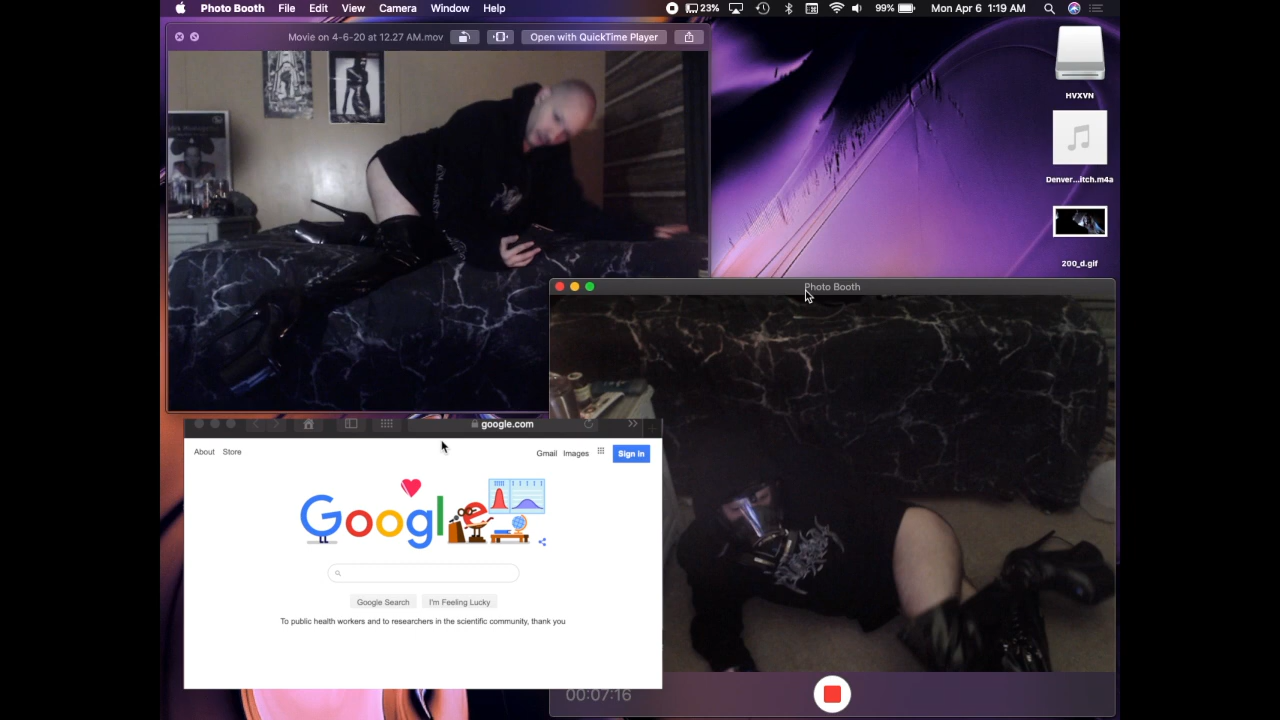 Photo Booth File Edit View Camera Window Help 23% 99% Mon Apr 6 1:19 AM
Movie on 4-6-20 at 12.27 AM.mov Open with QuickTime Player
HVXVN
Denver...itch.m4a
200_d.gif
Photo Booth
google.com
About Store Gmail Images Sign in
Google
Google Search I'm Feeling Lucky
To public health workers and to researchers in the scientific community, thank you
00:07:16